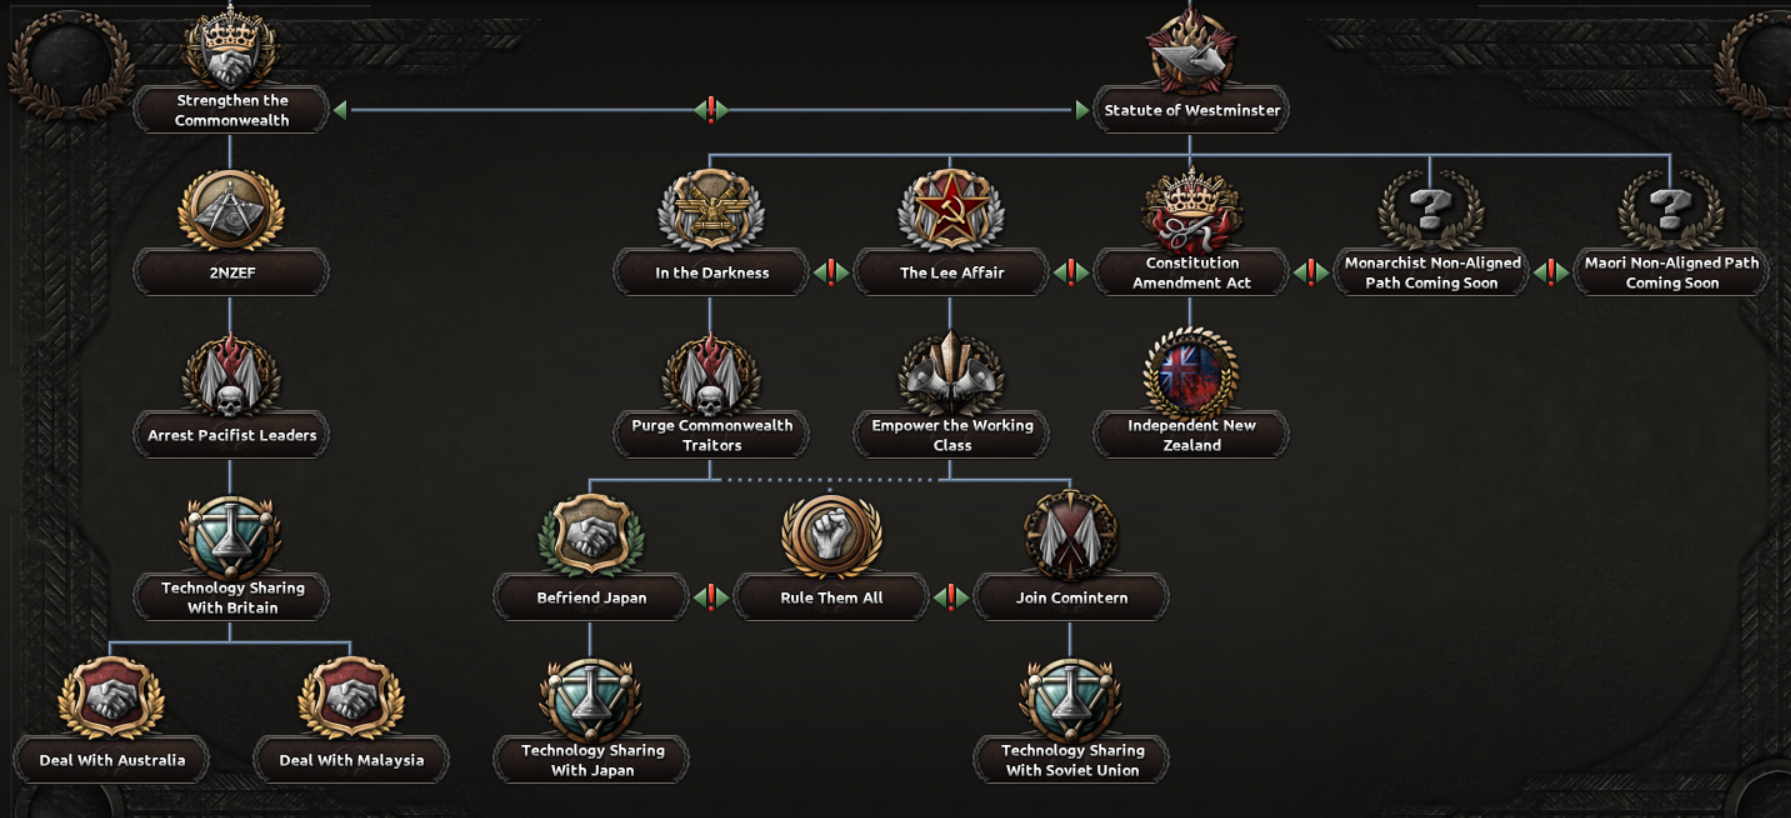 Strengthen the
Commonwealth
Statute of Westminster
2NZEF
In the Darkness
The Lee Affair
Constitution
Amendment Act
Monarchist Non-Aligned
Path Coming Soon
Maori Non-Aligned Path
Coming Soon
Arrest Pacifist Leaders
Purge Commonwealth
Traitors
Empower the Working
Class
Independent New
Zealand
Technology Sharing
With Britain
Befriend Japan
Rule Them All
Join Comintern
Deal With Australia
Deal With Malaysia
Technology Sharing
With Japan
Technology Sharing
With Soviet Union